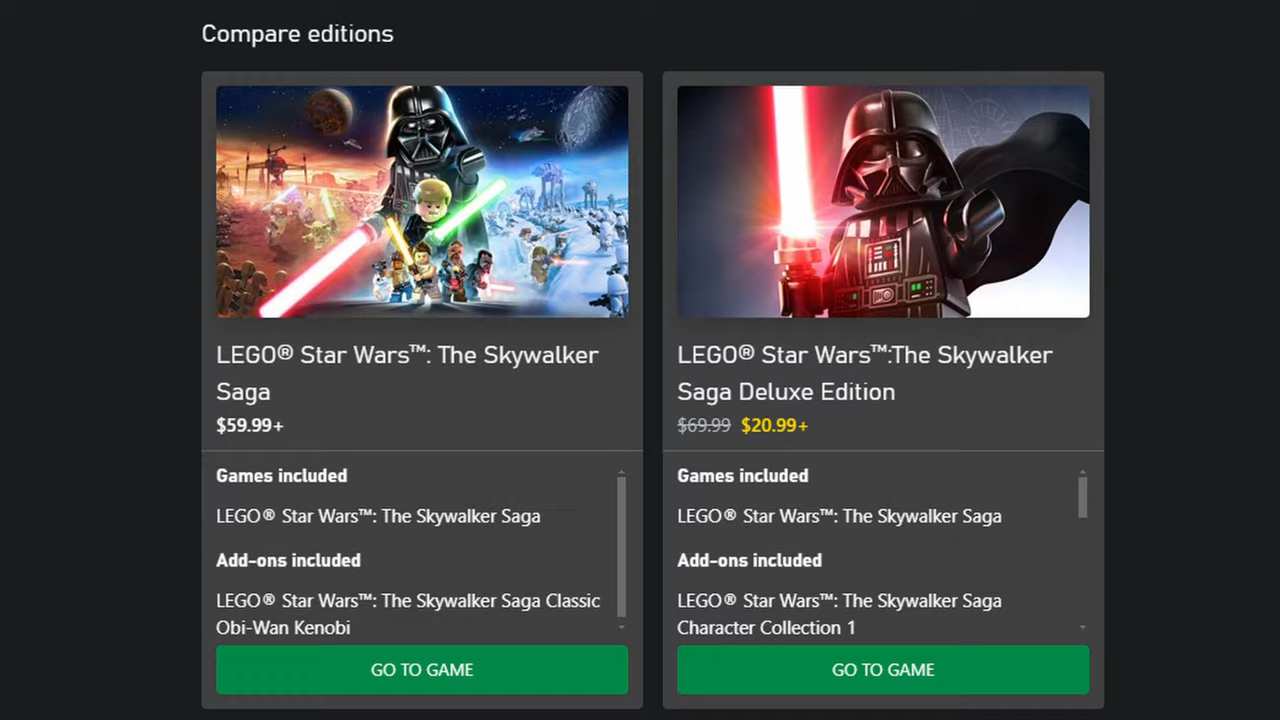 Compare editions
LEGO® Star Wars™: The Skywalker
Saga
$59.99+
Games included
LEGO® Star Wars™: The Skywalker Saga
Add-ons included
LEGO® Star Wars™: The Skywalker Saga Classic
Obi-Wan Kenobi
GO TO GAME
LEGO® Star Wars™:The Skywalker
Saga Deluxe Edition
$69.99 $20.99+
Games included
LEGO® Star Wars™: The Skywalker Saga
Add-ons included
LEGO® Star Wars™: The Skywalker Saga
Character Collection 1
GO TO GAME